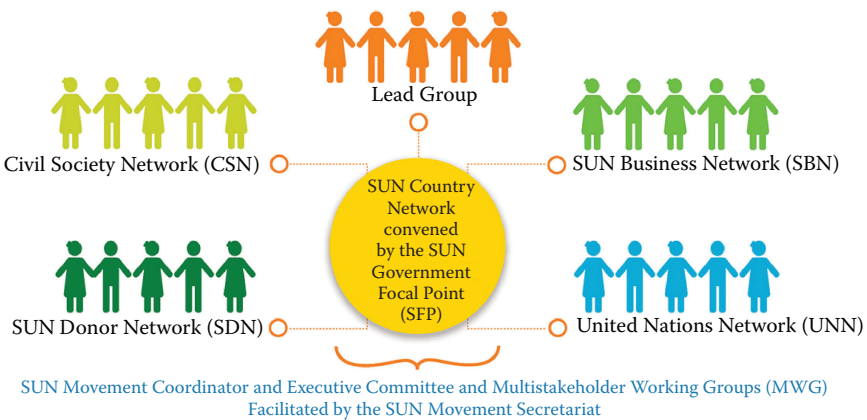 Lead Group
Civil Society Network (CSN)
SUN Business Network (SBN)
SUN Country
Network
convened
by the SUN
Government
Focal Point
(SFP)
SUN Donor Network (SDN)
United Nations Network (UNN)
SUN Movement Coordinator and Executive Committee and Multistakeholder Working Groups (MWG)
Facilitated by the SUN Movement Secretariat